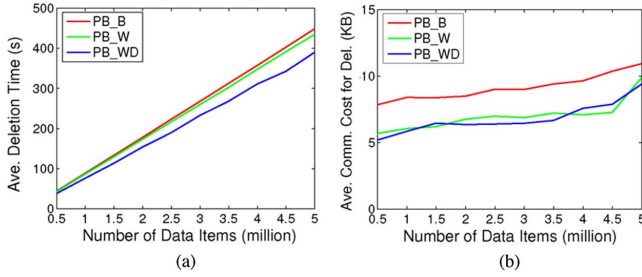 500
400
300
200
100
0
Ave. Deletion Time (s)
PB_B
PB_W
PB_WD
0.5 1 1.5 2 2.5 3 3.5 4 4.5 5
Number of Data Items (million)
(a)
15
10
5
0
Ave. Comm. Cost for Del. (KB)
PB_B
PB_W
PB_WD
0.5 1 1.5 2 2.5 3 3.5 4 4.5 5
Number of Data Items (million)
(b)